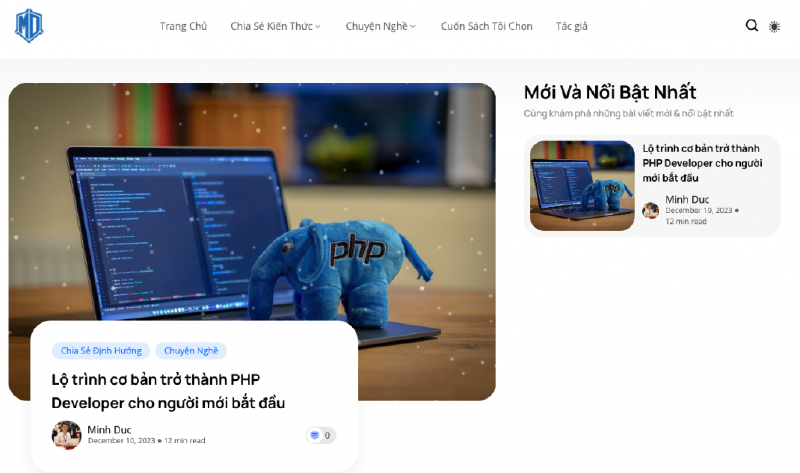 MD
Trang Chủ
Chia Sẻ Kiến Thức
Chuyện Nghề
Cuốn Sách Tôi Chọn
Tác giả
php
Chia Sẻ Định Hướng
Chuyện Nghề
Lộ trình cơ bản trở thành PHP
Developer cho người mới bắt đầu
Minh Duc
December 10, 2023 • 12 min read
0
Mới Và Nổi Bật Nhất
Cùng khám phá những bài viết mới & nổi bật nhất
php
Lộ trình cơ bản trở thành
PHP Developer cho người
mới bắt đầu
Minh Duc
December 10, 2023 •
12 min read